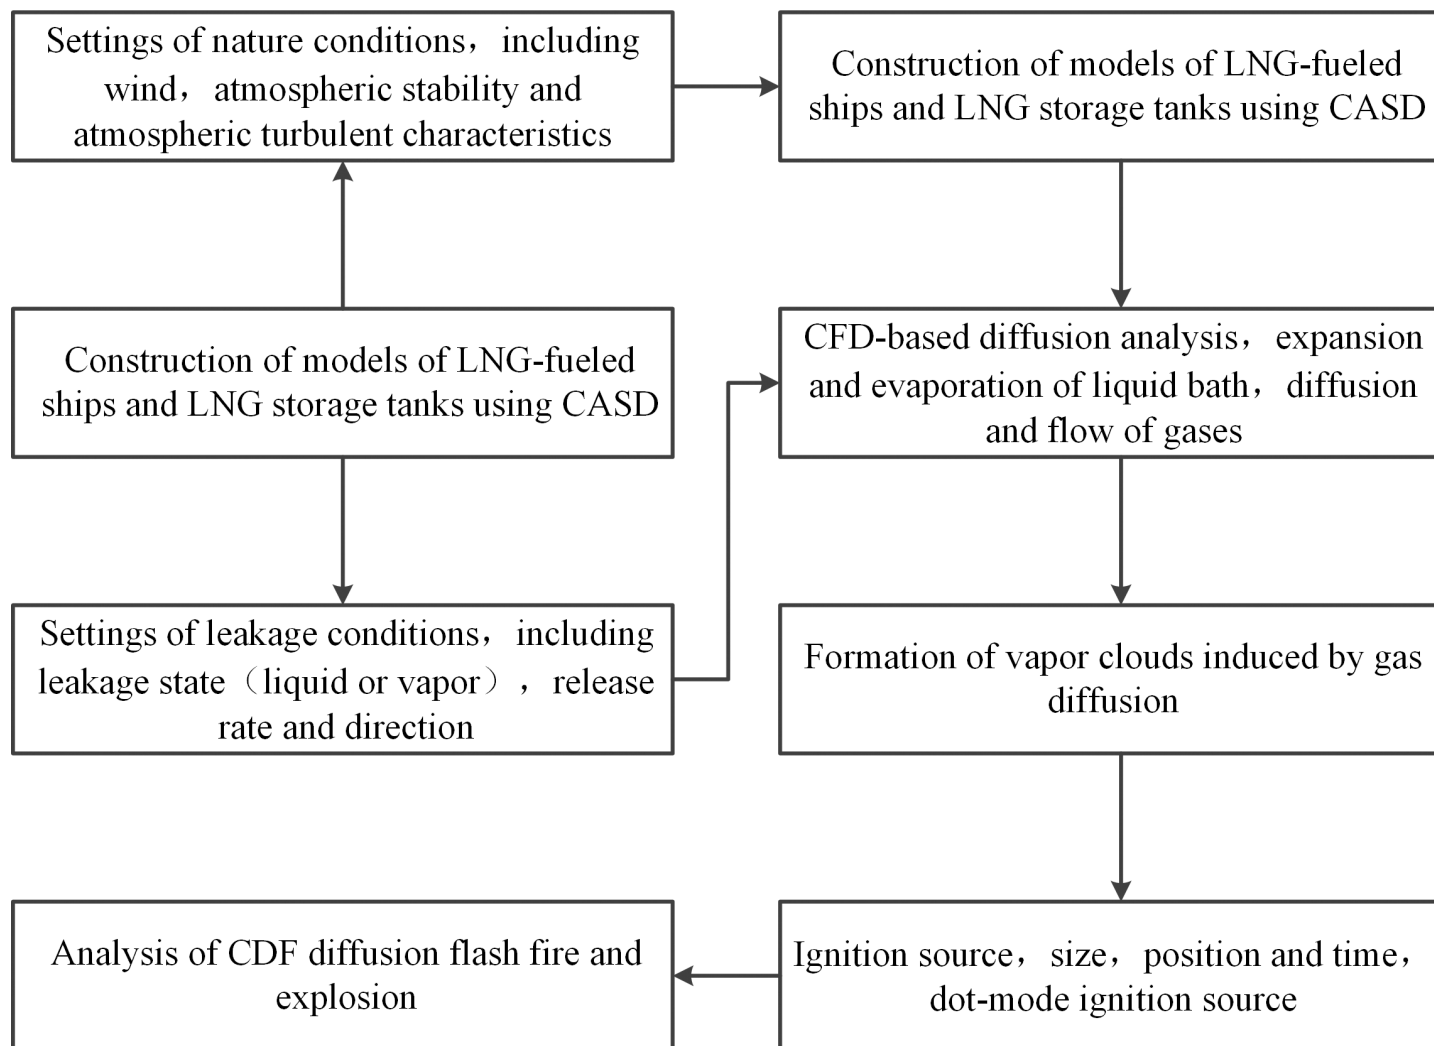 Settings of nature conditions，including
wind，atmospheric stability and
atmospheric turbulent characteristics
Construction of models of LNG-fueled
ships and LNG storage tanks using CASD
Construction of models of LNG-fueled
ships and LNG storage tanks using CASD
CFD-based diffusion analysis，expansion
and evaporation of liquid bath，diffusion
and flow of gases
Settings of leakage conditions，including
leakage state（liquid or vapor），release
rate and direction
Formation of vapor clouds induced by gas
diffusion
Analysis of CDF diffusion flash fire and
explosion
Ignition source，size，position and time，
dot-mode ignition source